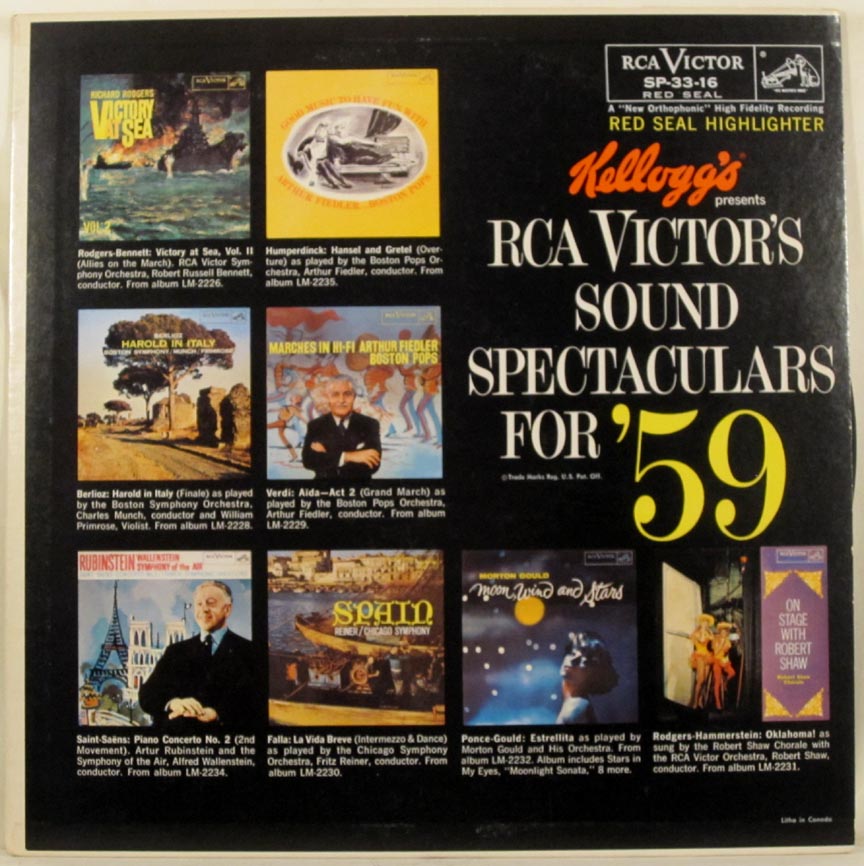 RCA VICTOR
SP-33-16
RED SEAL
"HIS MASTER'S VOICE"
A "New Orthophonic" High Fidelity Recording
RED SEAL HIGHLIGHTER
Kellogg's®
presents
RCA VICTOR'S
SOUND
SPECTACULARS
FOR '59
©Trade Marks Reg. U.S. Pat. Off.
RICHARD RODGERS
VICTORY
AT SEA
VOL. 2
Rodgers-Bennett: Victory at Sea, Vol. II
(Allies on the March). RCA Victor Sym-
phony Orchestra, Robert Russell Bennett,
conductor. From album LM-2226.
RCA VICTOR
GOOD MUSIC TO HAVE FUN WITH
ARTHUR FIEDLER BOSTON POPS
Humperdinck: Hansel and Gretel (Over-
ture) as played by the Boston Pops Or-
chestra, Arthur Fiedler, conductor. From
album LM-2235.
BERLIOZ
HAROLD IN ITALY
BOSTON SYMPHONY, MUNCH, PRIMROSE
Berlioz: Harold in Italy (Finale) as played
by the Boston Symphony Orchestra,
Charles Munch, conductor and William
Primrose, Violist. From album LM-2228.
MARCHES IN HI-FI ARTHUR FIEDLER
BOSTON POPS
Verdi: Aida—Act 2 (Grand March) as
played by the Boston Pops Orchestra,
Arthur Fiedler, conductor. From album
LM-2229.
RUBINSTEIN WALLENSTEIN
SYMPHONY of the AIR
Saint-Saëns: Piano Concerto No. 2 (2nd
Movement). Artur Rubinstein and the
Symphony of the Air, Alfred Wallenstein,
conductor. From album LM-2234.
SPAIN
REINER/CHICAGO SYMPHONY
Falla: La Vida Breve (Intermezzo & Dance)
as played by the Chicago Symphony
Orchestra, Fritz Reiner, conductor. From
album LM-2230.
MORTON GOULD
Moon, Wind and Stars
Ponce-Gould: Estrellita as played by
Morton Gould and His Orchestra. From
album LM-2232. Album includes Stars in
My Eyes, "Moonlight Sonata," 8 more.
RCA VICTOR
ON
STAGE
WITH
ROBERT
SHAW
Robert Shaw
Chorale
Rodgers-Hammerstein: Oklahoma! as
sung by the Robert Shaw Chorale with
the RCA Victor Orchestra, Robert Shaw,
conductor. From album LM-2231.
Litho in Canada